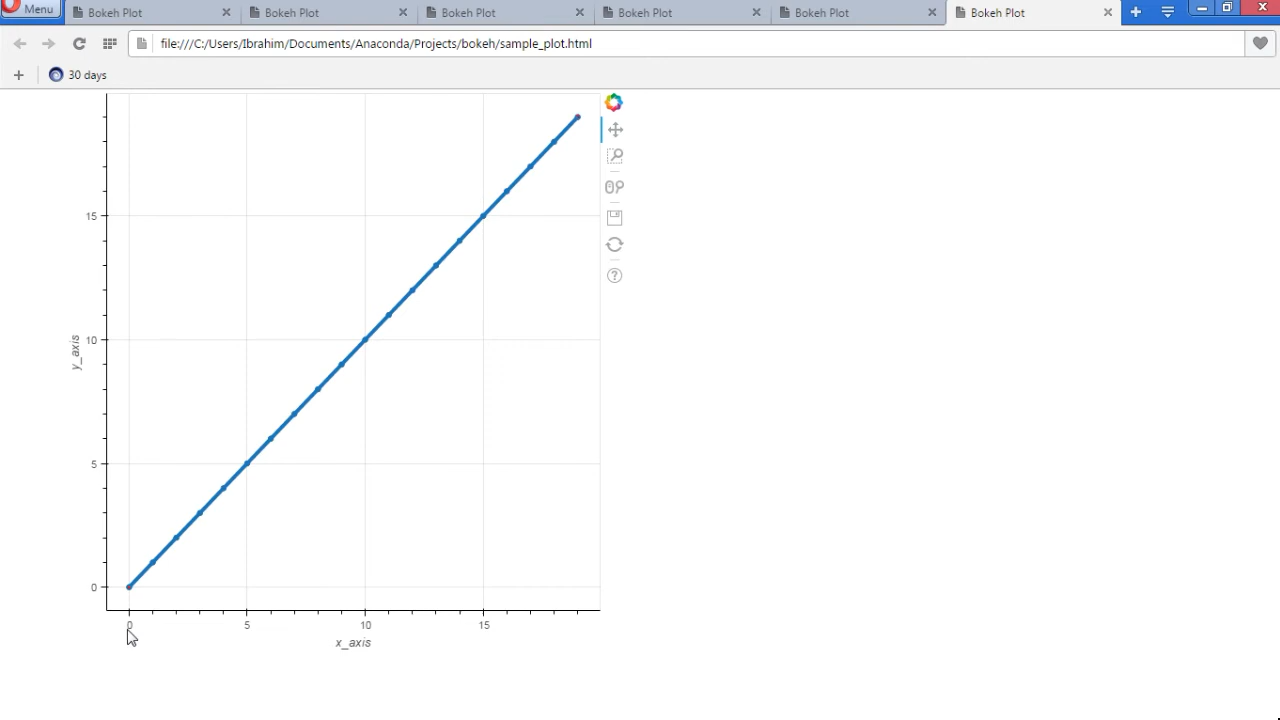 Menu
Bokeh Plot
Bokeh Plot
Bokeh Plot
Bokeh Plot
Bokeh Plot
Bokeh Plot
file:///C:/Users/Ibrahim/Documents/Anaconda/Projects/bokeh/sample_plot.html
30 days
15
10
5
0
y_axis
0
5
10
15
x_axis